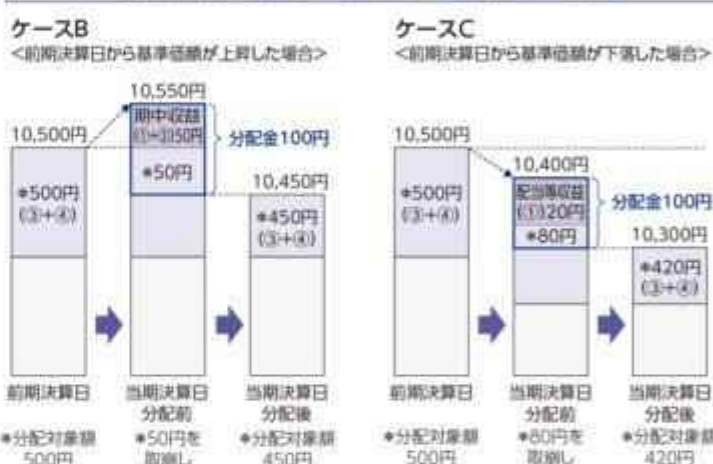 ケースB
<前期決算日から基準価額が上昇した場合>
10,550円
期中収益
(①+②)50円
*50円
分配金100円
10,500円
*500円
(③+④)
10,450円
*450円
(③+④)
前期決算日
当期決算日
分配前
当期決算日
分配後
*分配対象額
500円
*50円を
取崩し
*分配対象額
450円
ケースC
<前期決算日から基準価額が下落した場合>
10,500円
*500円
(③+④)
10,400円
配当等収益
(①)20円
*80円
分配金100円
10,300円
*420円
(③+④)
前期決算日
当期決算日
分配前
当期決算日
分配後
*分配対象額
500円
*80円を
取崩し
*分配対象額
420円